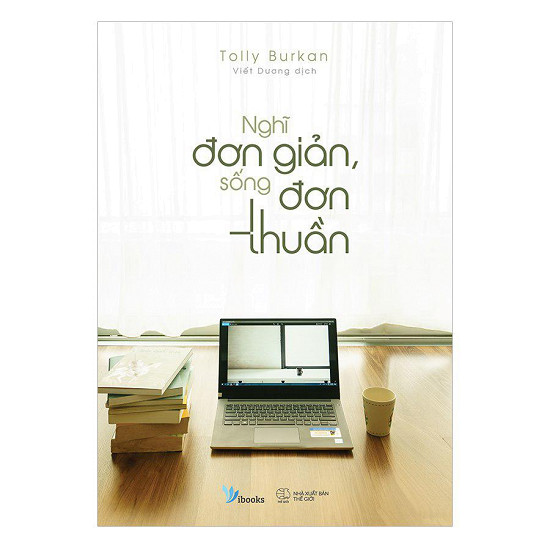 Tolly Burkan
Viết Dương dịch
Nghĩ
đơn giản,
sống đơn
thuần
ibooks
NHÀ XUẤT BẢN
THẾ GIỚI